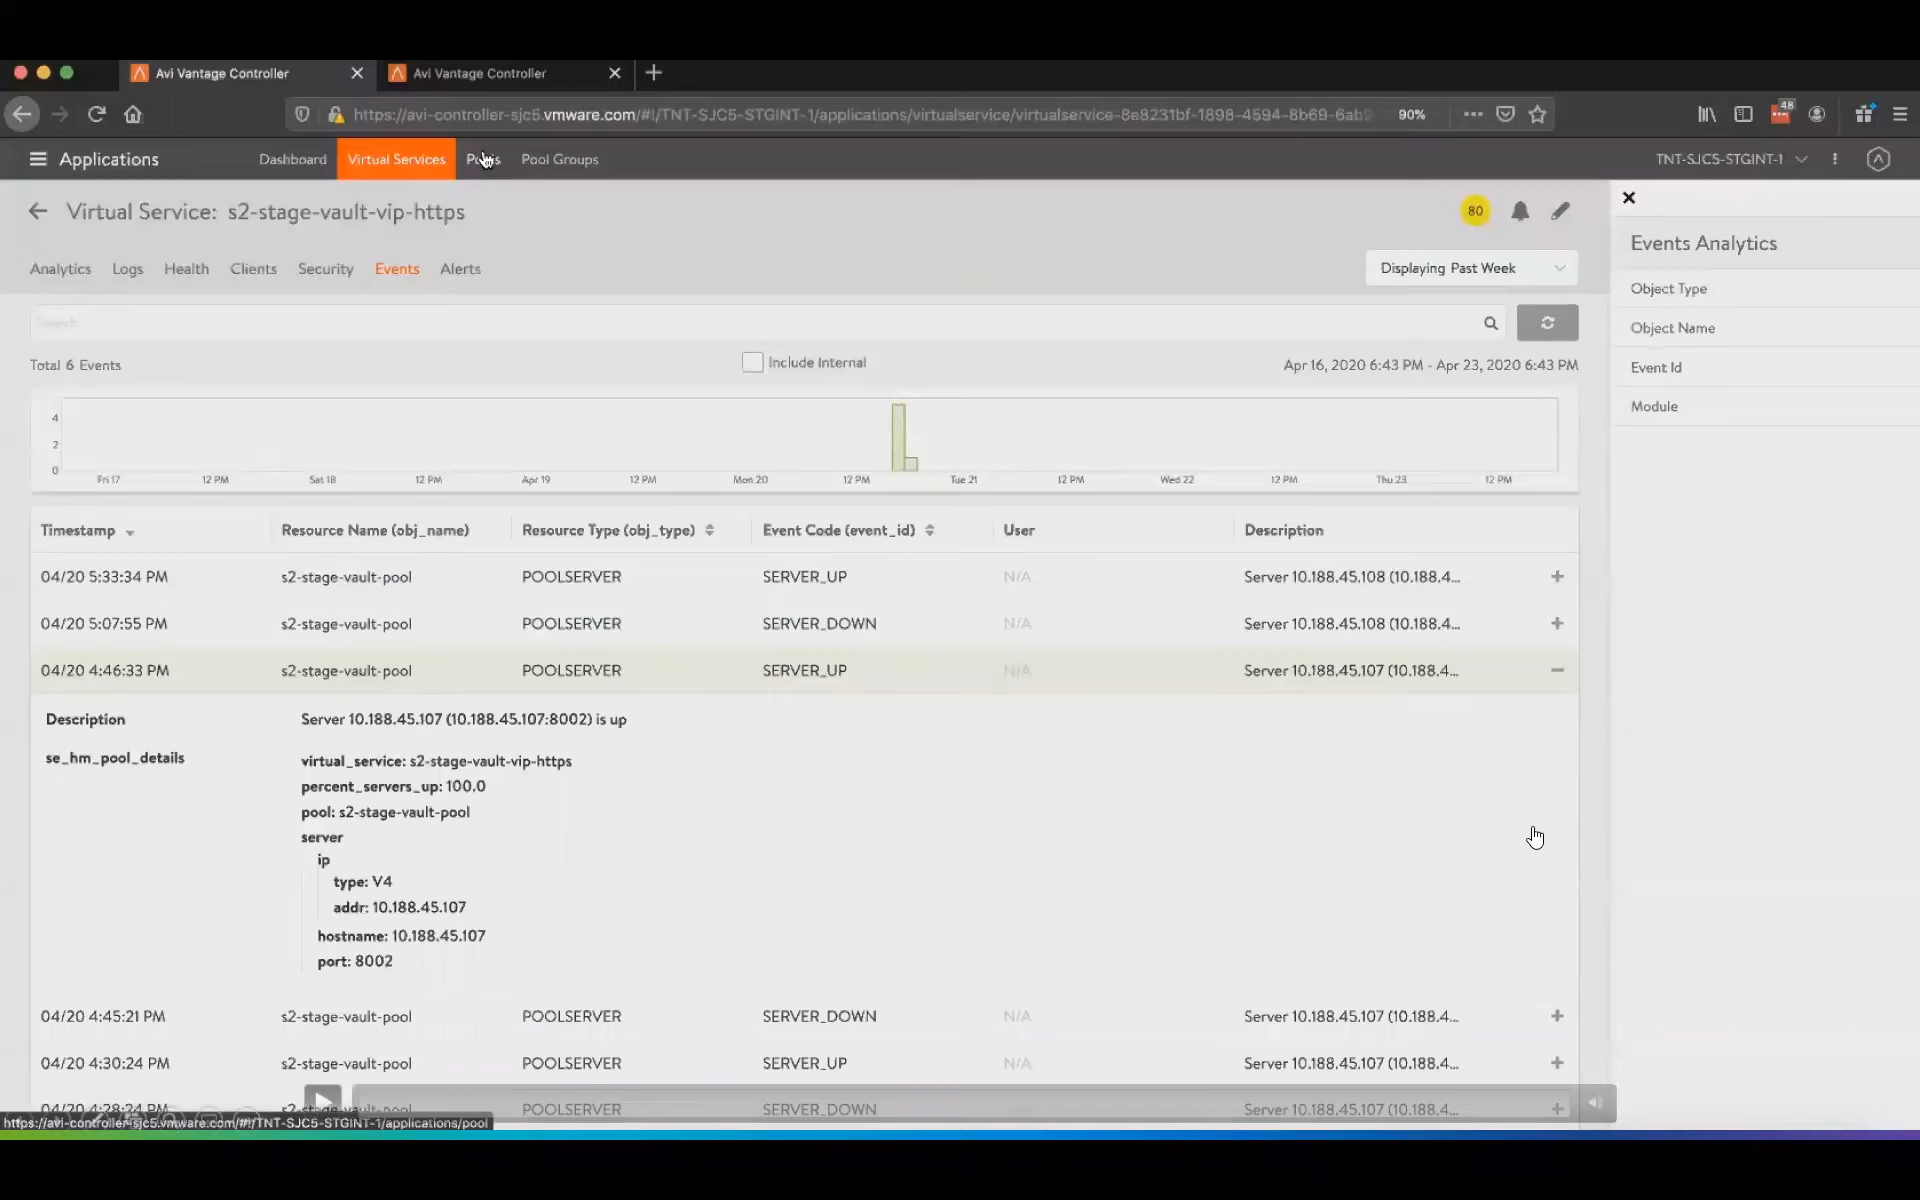 Avi Vantage Controller Avi Vantage Controller
https://avi-controller-sjc5.vmware.com/#!/TNT-SJC5-STGINT-1/applications/virtualservice/virtualservice-8e8231bf-1898-4594-8b69-6ab9 90% 48
Applications Dashboard Virtual Services Pools Pool Groups TNT-SJC5-STGINT-1
Virtual Service: s2-stage-vault-vip-https 80
Analytics Logs Health Clients Security Events Alerts Displaying Past Week
Search
Total 6 Events Include Internal Apr 16, 2020 6:43 PM - Apr 23, 2020 6:43 PM
4
2
0
Fri 17 12 PM Sat 18 12 PM Apr 19 12 PM Mon 20 12 PM Tue 21 12 PM Wed 22 12 PM Thu 23 12 PM
Timestamp Resource Name (obj_name) Resource Type (obj_type) Event Code (event_id) User Description
04/20 5:33:34 PM s2-stage-vault-pool POOLSERVER SERVER_UP N/A Server 10.188.45.108 (10.188.4...
04/20 5:07:55 PM s2-stage-vault-pool POOLSERVER SERVER_DOWN N/A Server 10.188.45.108 (10.188.4...
04/20 4:46:33 PM s2-stage-vault-pool POOLSERVER SERVER_UP N/A Server 10.188.45.107 (10.188.4...
Description Server 10.188.45.107 (10.188.45.107:8002) is up
se_hm_pool_details
virtual_service: s2-stage-vault-vip-https
percent_servers_up: 100.0
pool: s2-stage-vault-pool
server
ip
type: V4
addr: 10.188.45.107
hostname: 10.188.45.107
port: 8002
04/20 4:45:21 PM s2-stage-vault-pool POOLSERVER SERVER_DOWN N/A Server 10.188.45.107 (10.188.4...
04/20 4:30:24 PM s2-stage-vault-pool POOLSERVER SERVER_UP N/A Server 10.188.45.107 (10.188.4...
04/20 4:28:24 PM s2-stage-vault-pool POOLSERVER SERVER_DOWN N/A Server 10.188.45.107 (10.188.4...
https://avi-controller-sjc5.vmware.com/#!/TNT-SJC5-STGINT-1/applications/pool
Events Analytics
Object Type
Object Name
Event Id
Module